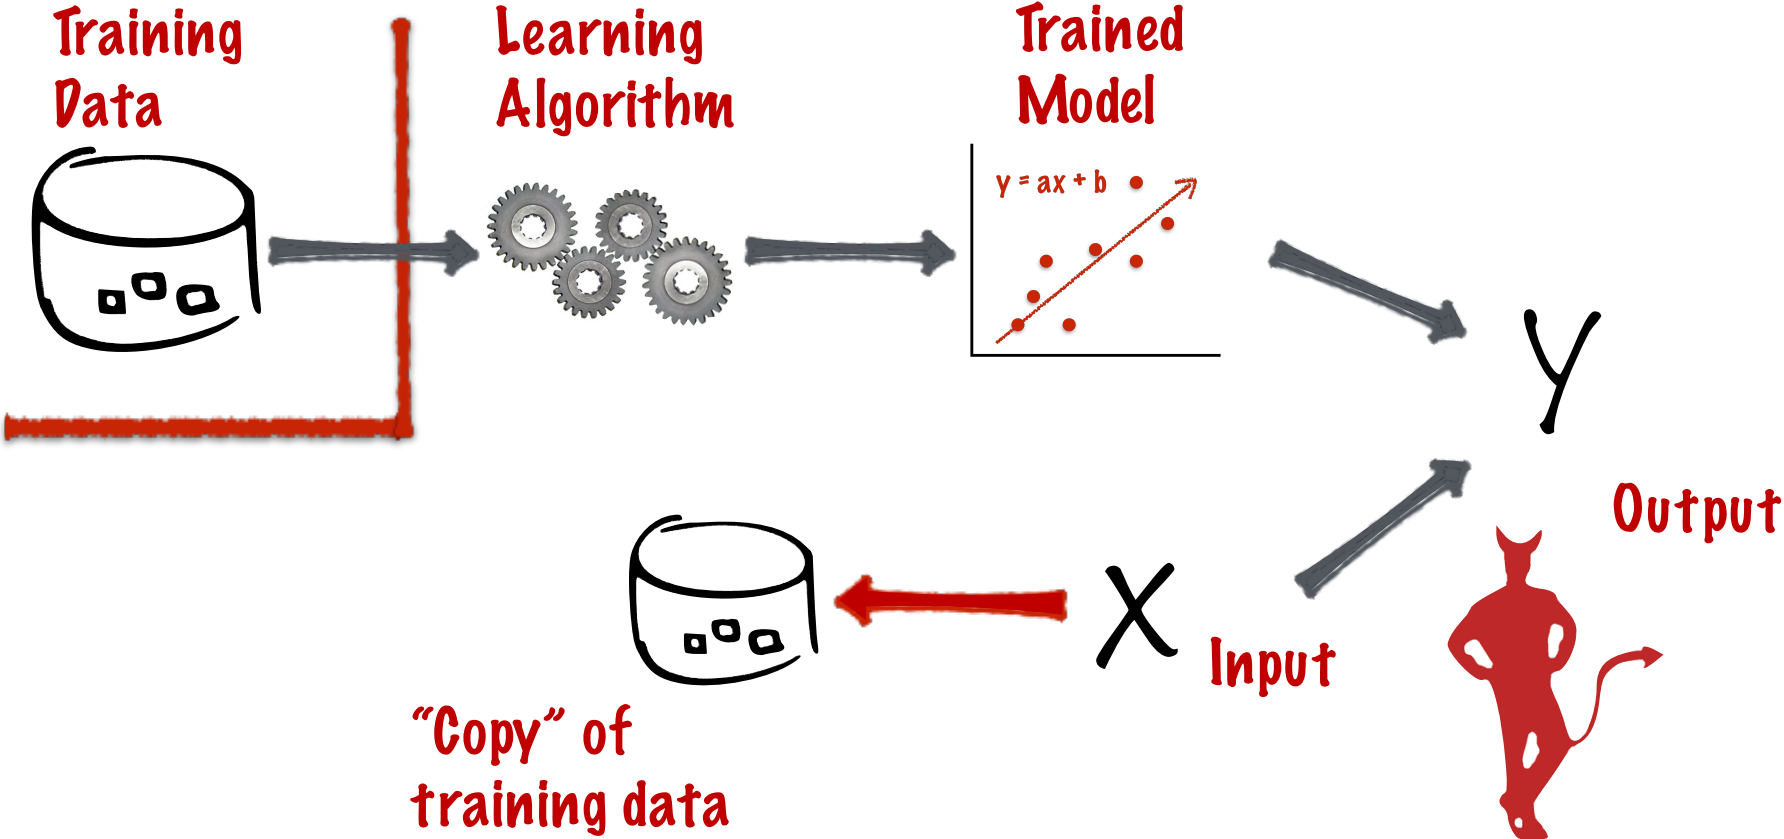 Training
Data
Learning
Algorithm
Trained
Model
y = ax + b
Y
Output
X
Input
“Copy” of
training data